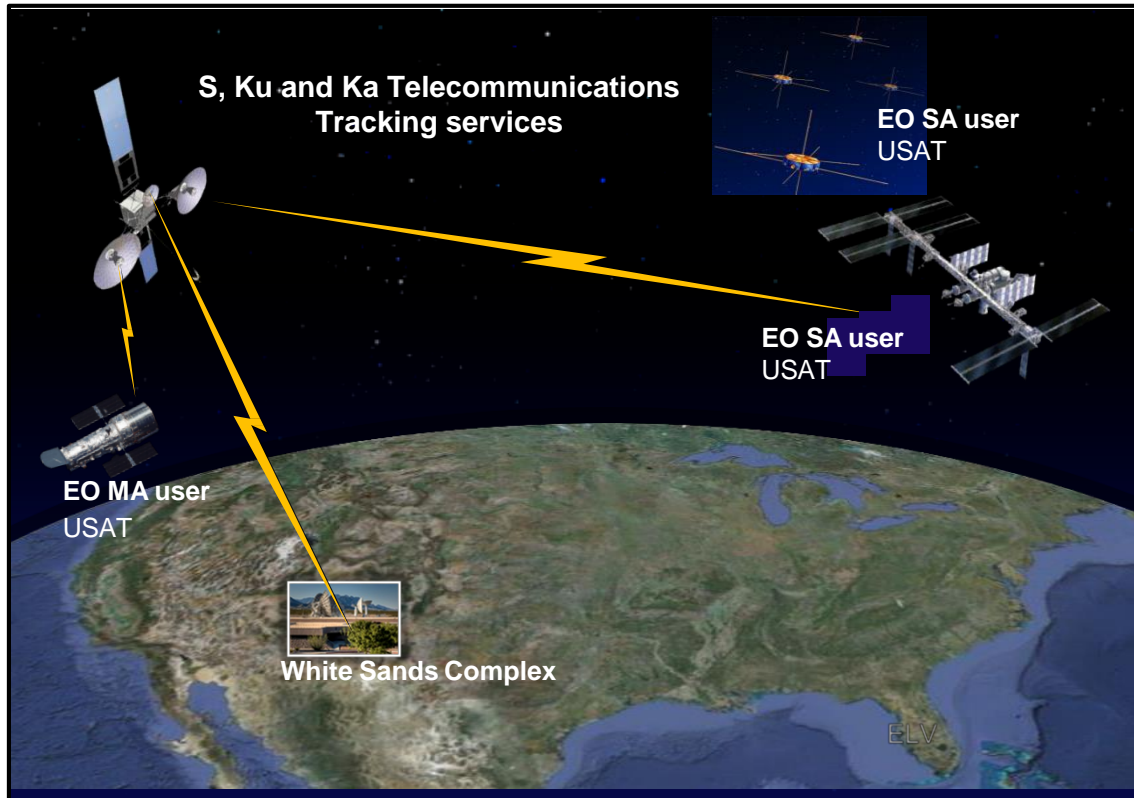 S, Ku and Ka Telecommunications
Tracking services
EO SA user
USAT
EO SA user
USAT
EO MA user
USAT
White Sands Complex
ELV